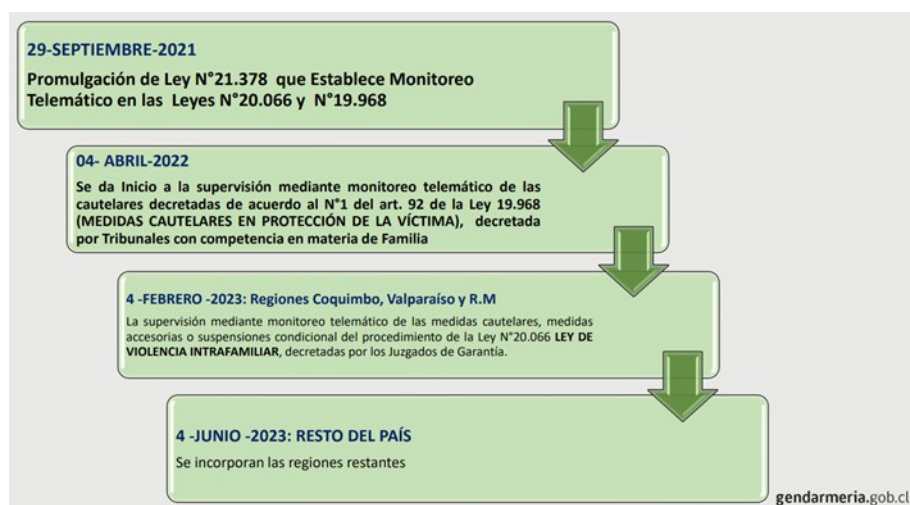 29-SEPTIEMBRE-2021
Promulgación de Ley N°21.378 que Establece Monitoreo
Telemático en las Leyes N°20.066 y N°19.968
04- ABRIL-2022
Se da Inicio a la supervisión mediante monitoreo telemático de las
cautelares decretadas de acuerdo al N°1 del art. 92 de la Ley 19.968
(MEDIDAS CAUTELARES EN PROTECCIÓN DE LA VÍCTIMA), decretada
por Tribunales con competencia en materia de Familia
4 -FEBRERO -2023: Regiones Coquimbo, Valparaíso y R.M
La supervisión mediante monitoreo telemático de las medidas cautelares, medidas
accesorias o suspensiones condicional del procedimiento de la Ley N°20.066 LEY DE
VIOLENCIA INTRAFAMILIAR, decretadas por los Juzgados de Garantía.
4 -JUNIO -2023: RESTO DEL PAÍS
Se incorporan las regiones restantes
gendarmeria.gob.cl